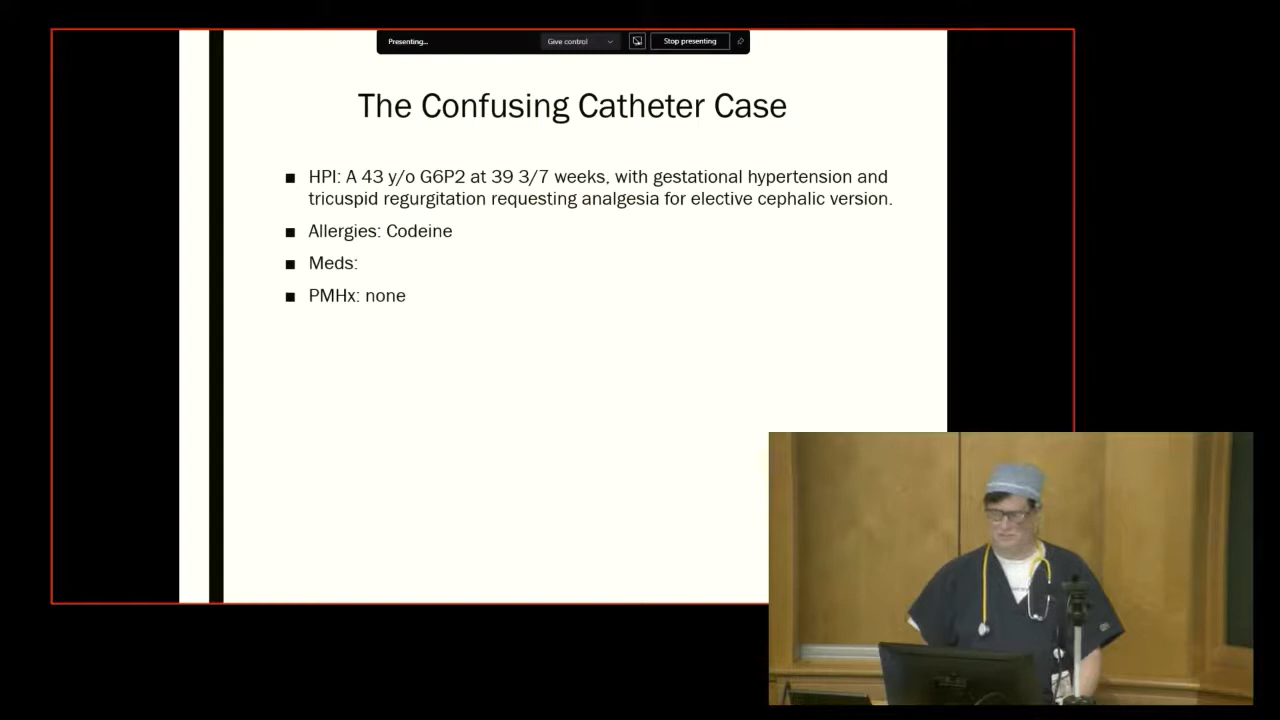 Presenting...
Give control
Stop presenting
The Confusing Catheter Case
HPI: A 43 y/o G6P2 at 39 3/7 weeks, with gestational hypertension and
tricuspid regurgitation requesting analgesia for elective cephalic version.
Allergies: Codeine
Meds:
PMHx: none